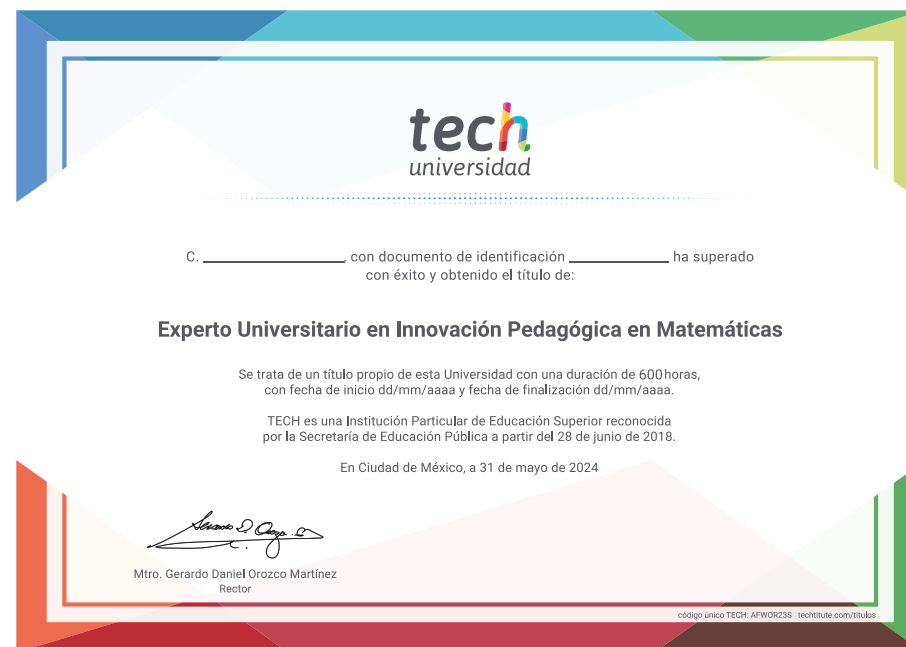 tech
universidad
C. ____________________, con documento de identificación ______________ ha superado
con éxito y obtenido el título de:
Experto Universitario en Innovación Pedagógica en Matemáticas
Se trata de un título propio de esta Universidad con una duración de 600 horas,
con fecha de inicio dd/mm/aaaa y fecha de finalización dd/mm/aaaa.
TECH es una Institución Particular de Educación Superior reconocida
por la Secretaría de Educación Pública a partir del 28 de junio de 2018.
En Ciudad de México, a 31 de mayo de 2024
Mtro. Gerardo Daniel Orozco Martínez
Rector
código único TECH: AFWOR23S techtitute.com/titulos